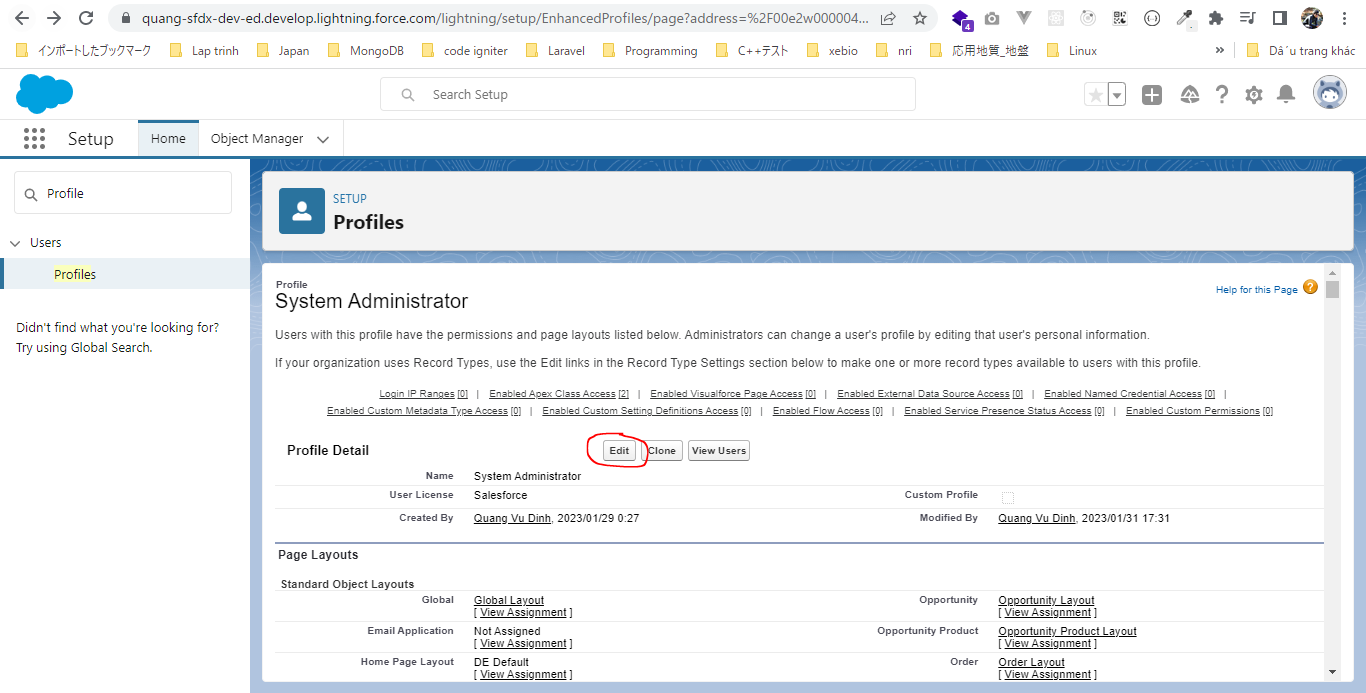 quang-sfdx-dev-ed.develop.lightning.force.com/lightning/setup/EnhancedProfiles/page?address=%2F00e2w000004...
4
インポートしたブックマーク Lap trinh Japan MongoDB code igniter Laravel Programming C++テスト xebio nri 応用地質_地盤 Linux » Dấu trang khác
Search Setup
Setup Home Object Manager
Profile
Users
Profiles
Didn't find what you're looking for?
Try using Global Search.
SETUP
Profiles
Profile
System Administrator
Help for this Page ?
Users with this profile have the permissions and page layouts listed below. Administrators can change a user's profile by editing that user's personal information.
If your organization uses Record Types, use the Edit links in the Record Type Settings section below to make one or more record types available to users with this profile.
Login IP Ranges [0] | Enabled Apex Class Access [2] | Enabled Visualforce Page Access [0] | Enabled External Data Source Access [0] | Enabled Named Credential Access [0] |
Enabled Custom Metadata Type Access [0] | Enabled Custom Setting Definitions Access [0] | Enabled Flow Access [0] | Enabled Service Presence Status Access [0] | Enabled Custom Permissions [0]
Profile Detail Edit Clone View Users
Name System Administrator
User License Salesforce Custom Profile
Created By Quang Vu Dinh, 2023/01/29 0:27 Modified By Quang Vu Dinh, 2023/01/31 17:31
Page Layouts
Standard Object Layouts
Global Global Layout Opportunity Opportunity Layout
[ View Assignment ] [ View Assignment ]
Email Application Not Assigned Opportunity Product Opportunity Product Layout
[ View Assignment ] [ View Assignment ]
Home Page Layout DE Default Order Order Layout
[ View Assignment ] [ View Assignment ]